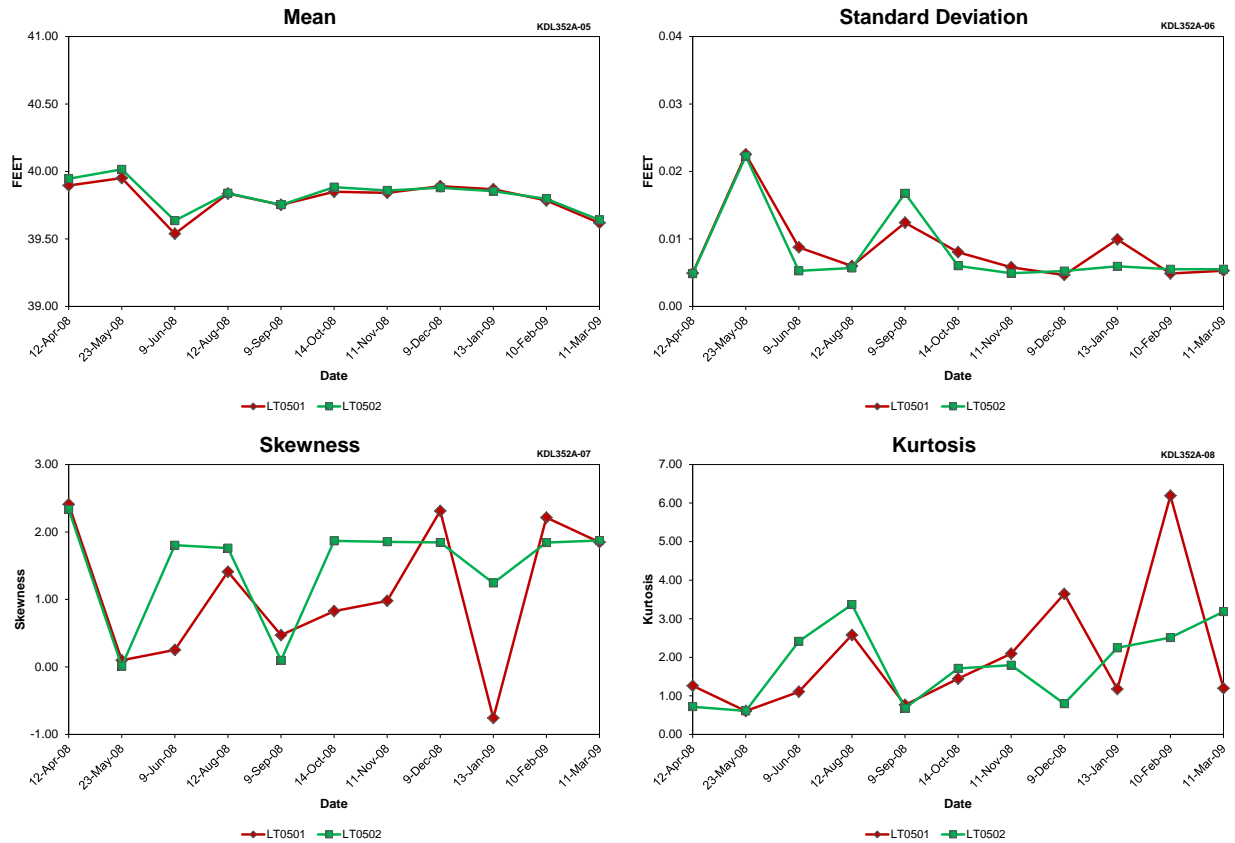 Mean
KDL352A-05
41.00
40.50
40.00
39.50
39.00
FEET
12-Apr-08
23-May-08
9-Jun-08
12-Aug-08
9-Sep-08
14-Oct-08
11-Nov-08
9-Dec-08
13-Jan-09
10-Feb-09
11-Mar-09
Date
LT0501 LT0502
Standard Deviation
KDL352A-06
0.04
0.03
0.02
0.01
0.00
FEET
12-Apr-08
23-May-08
9-Jun-08
12-Aug-08
9-Sep-08
14-Oct-08
11-Nov-08
9-Dec-08
13-Jan-09
10-Feb-09
11-Mar-09
Date
LT0501 LT0502
Skewness
KDL352A-07
3.00
2.00
1.00
0.00
-1.00
Skewness
12-Apr-08
23-May-08
9-Jun-08
12-Aug-08
9-Sep-08
14-Oct-08
11-Nov-08
9-Dec-08
13-Jan-09
10-Feb-09
11-Mar-09
Date
LT0501 LT0502
Kurtosis
KDL352A-08
7.00
6.00
5.00
4.00
3.00
2.00
1.00
0.00
Kurtosis
12-Apr-08
23-May-08
9-Jun-08
12-Aug-08
9-Sep-08
14-Oct-08
11-Nov-08
9-Dec-08
13-Jan-09
10-Feb-09
11-Mar-09
Date
LT0501 LT0502